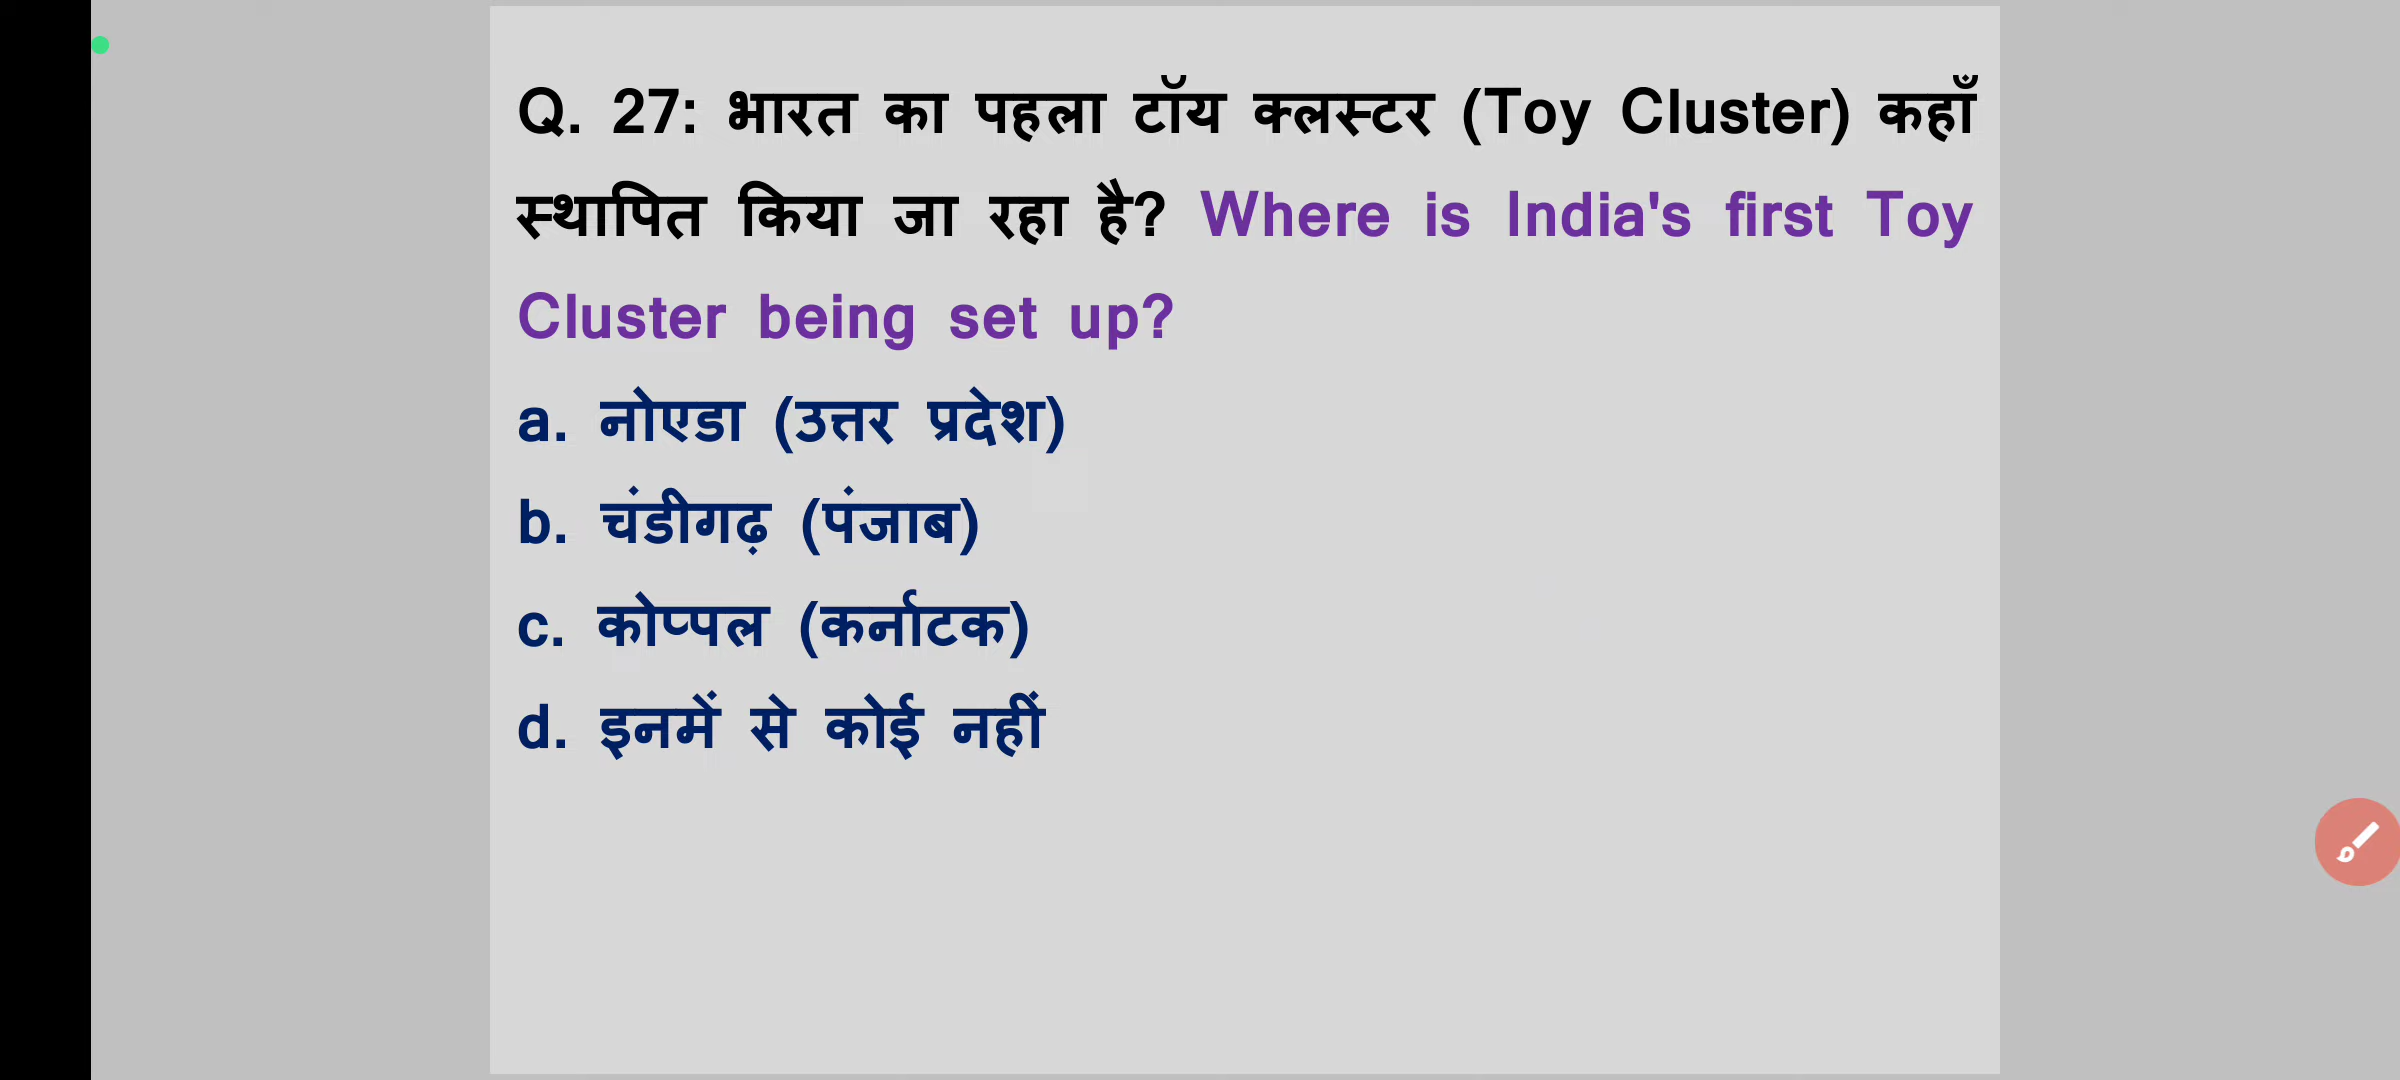 Q. 27: भारत का पहला टॉय क्लस्टर (Toy Cluster) कहाँ
स्थापित किया जा रहा है? Where is India's first Toy
Cluster being set up?
a. नोएडा (उत्तर प्रदेश)
b. चंडीगढ़ (पंजाब)
c. कोप्पल (कर्नाटक)
d. इनमें से कोई नहीं